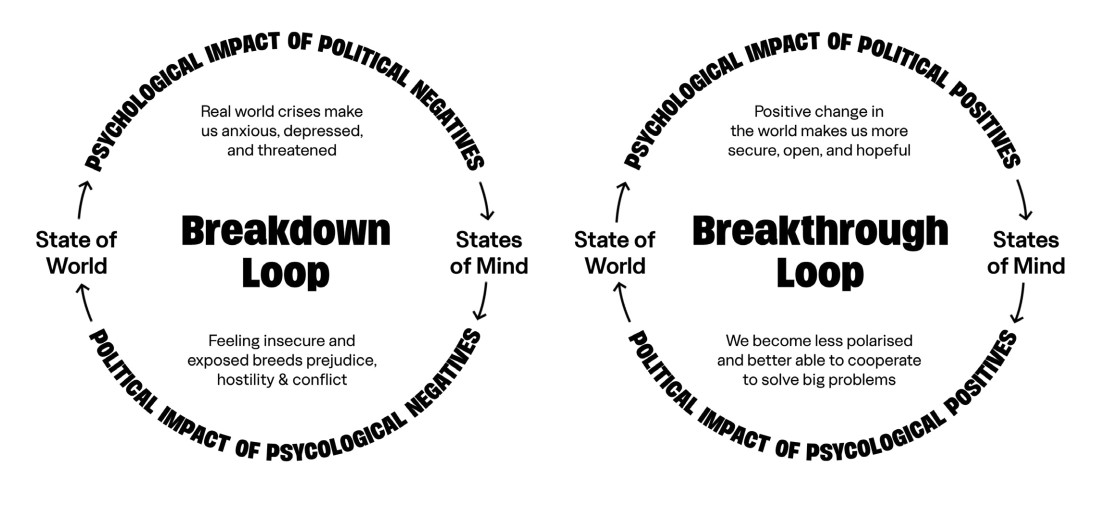 PSYCHOLOGICAL IMPACT OF POLITICAL NEGATIVES
Real world crises make
us anxious, depressed,
and threatened
State of
World
Breakdown
Loop
States
of Mind
Feeling insecure and
exposed breeds prejudice,
hostility & conflict
POLITICAL IMPACT OF PSYCOLOGICAL NEGATIVES
PSYCHOLOGICAL IMPACT OF POLITICAL POSITIVES
Positive change in
the world makes us more
secure, open, and hopeful
State of
World
Breakthrough
Loop
States
of Mind
We become less polarised
and better able to cooperate
to solve big problems
POLITICAL IMPACT OF PSYCOLOGICAL POSITIVES